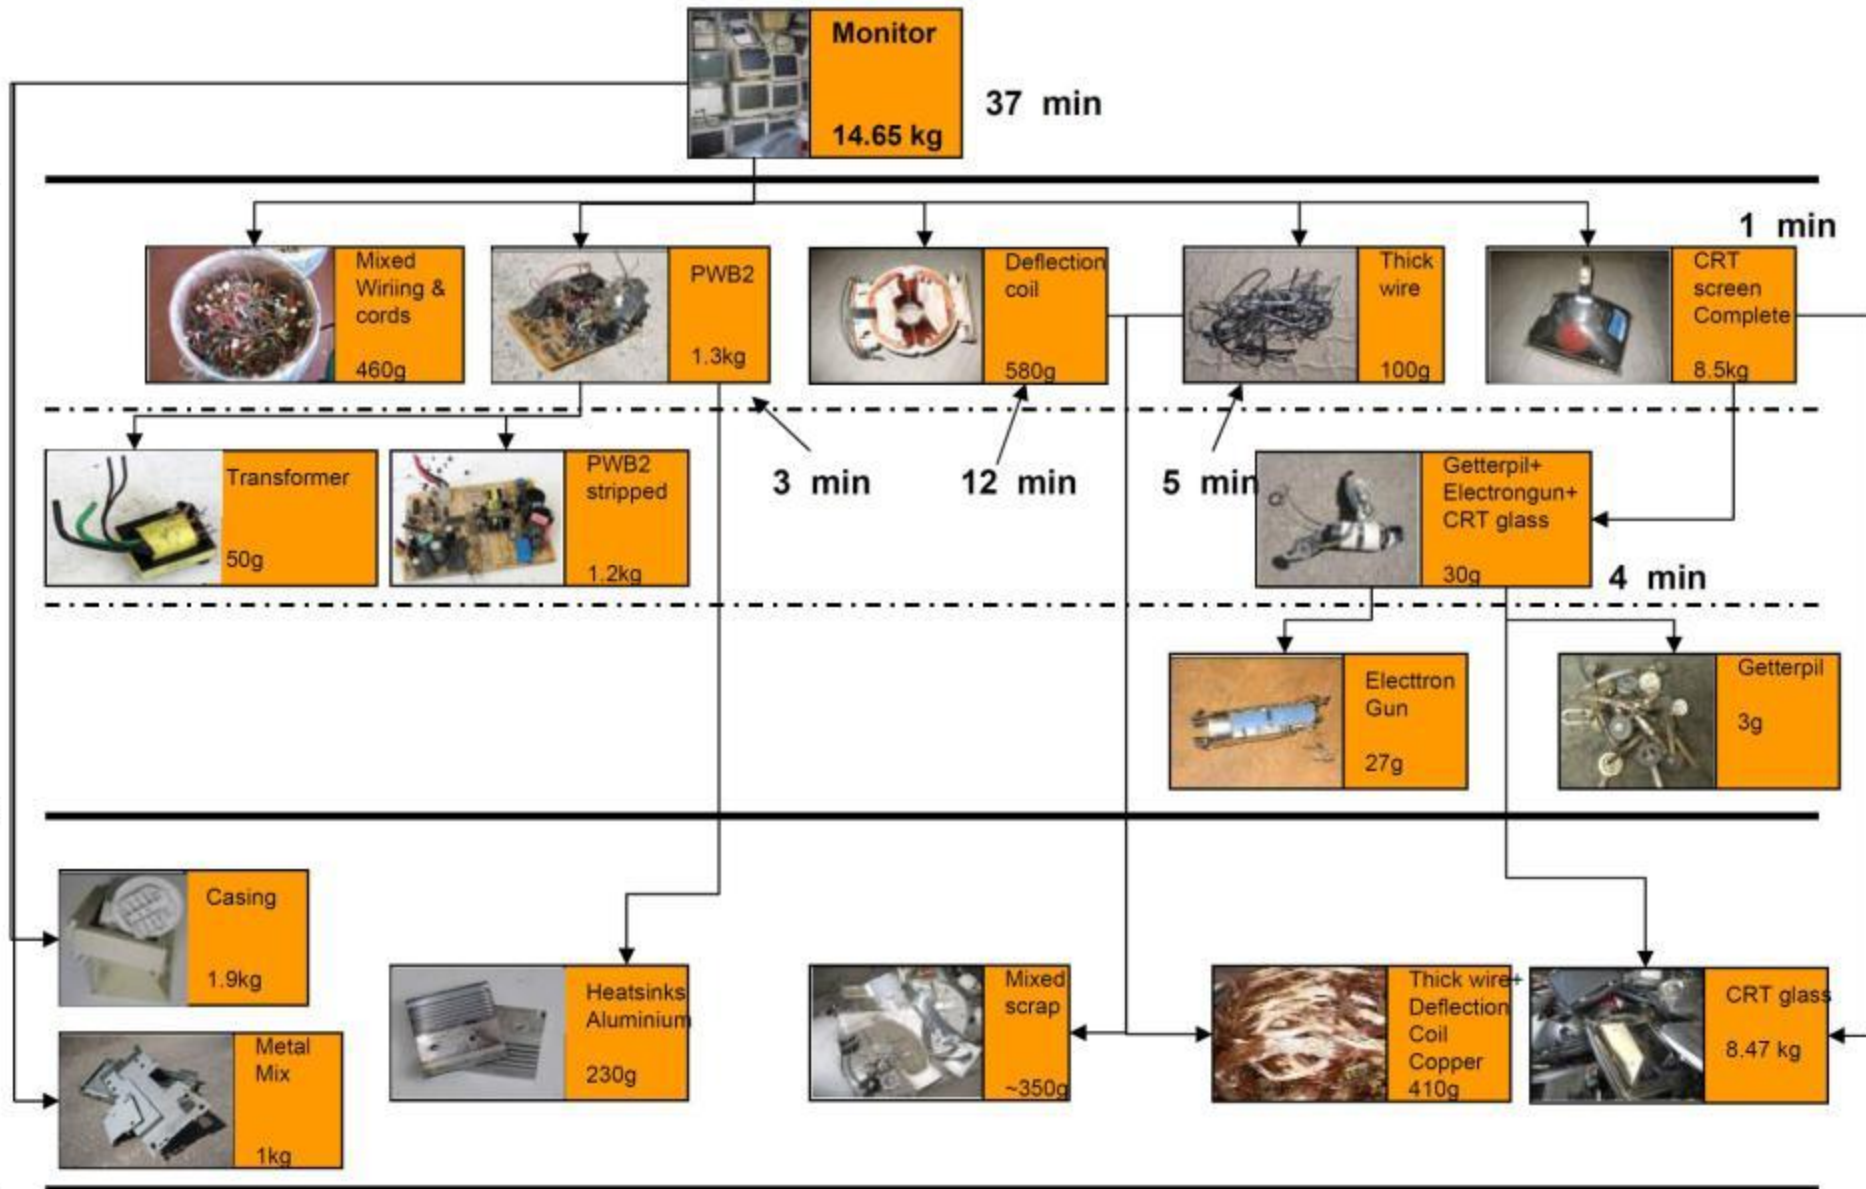 Monitor
14.65 kg
37 min
1 min
Mixed
Wiriing &
cords
460g
PWB2
1.3kg
Deflection
coil
580g
Thick
wire
100g
CRT
screen
Complete
8.5kg
Transformer
50g
PWB2
stripped
1.2kg
3 min
12 min
5 min
Getterpil+
Electrongun+
CRT glass
30g
4 min
Electtron
Gun
27g
Getterpil
3g
Casing
1.9kg
Metal
Mix
1kg
Heatsinks
Aluminium
230g
Mixed
scrap
~350g
Thick wire+
Deflection
Coil
Copper
410g
CRT glass
8.47 kg